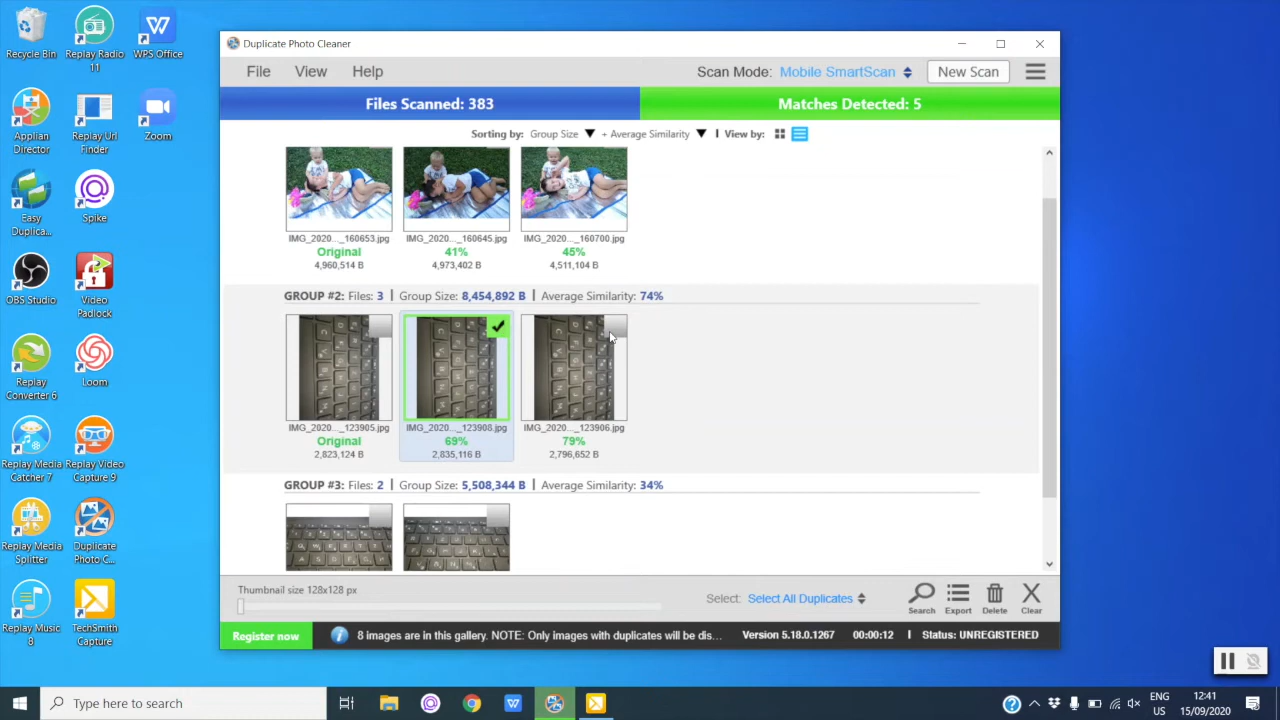 Recycle Bin
Replay Radio 11
WPS Office
Applian Director
Replay Url Finder
Zoom
Easy Duplica...
Spike
OBS Studio
Video Padlock
Replay Converter 6
Loom
Replay Media Catcher 7
Replay Video Capture 9
Replay Media Splitter
Duplicate Photo C...
Replay Music 8
TechSmith Capture
Duplicate Photo Cleaner
File View Help
Scan Mode: Mobile SmartScan
New Scan
Files Scanned: 383
Matches Detected: 5
Sorting by: Group Size + Average Similarity | View by:
IMG_2020..._160653.jpg IMG_2020..._160645.jpg IMG_2020..._160700.jpg
Original 41% 45%
4,960,514 B 4,973,402 B 4,511,104 B
GROUP #2: Files: 3 | Group Size: 8,454,892 B | Average Similarity: 74%
IMG_2020..._123905.jpg IMG_2020..._123908.jpg IMG_2020..._123906.jpg
Original 69% 79%
2,823,124 B 2,835,116 B 2,796,652 B
GROUP #3: Files: 2 | Group Size: 5,508,344 B | Average Similarity: 34%
Thumbnail size 128x128 px
Select: Select All Duplicates
Search Export Delete Clear
Register now
8 images are in this gallery. NOTE: Only images with duplicates will be dis...
Version 5.18.0.1267 00:00:12 | Status: UNREGISTERED
Type here to search
ENG
US
12:41
15/09/2020